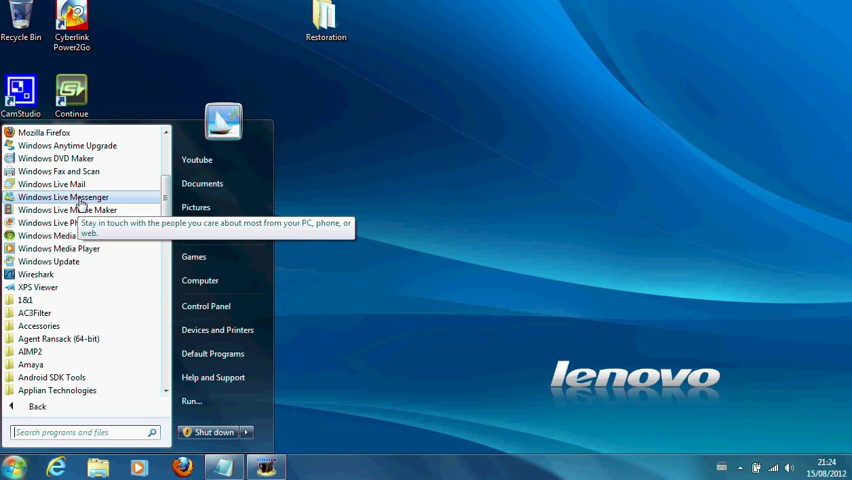 Recycle Bin
Cyberlink
Power2Go
Restoration
CamStudio
Continue
Mozilla Firefox
Windows Anytime Upgrade
Windows DVD Maker
Windows Fax and Scan
Windows Live Mail
Windows Live Messenger
Windows Live Maker
Windows Live
Windows Media
Windows Media Player
Windows Update
Wireshark
XPS Viewer
1&1
AC3Filter
Accessories
Agent Ransack (64-bit)
AIMP2
Amaya
Android SDK Tools
Applian Technologies
Back
Search programs and files
Stay in touch with the people you care about most from your PC, phone, or
web.
Youtube
Documents
Pictures
Games
Computer
Control Panel
Devices and Printers
Default Programs
Help and Support
Run...
Shut down
lenovo
21:24
15/08/2012